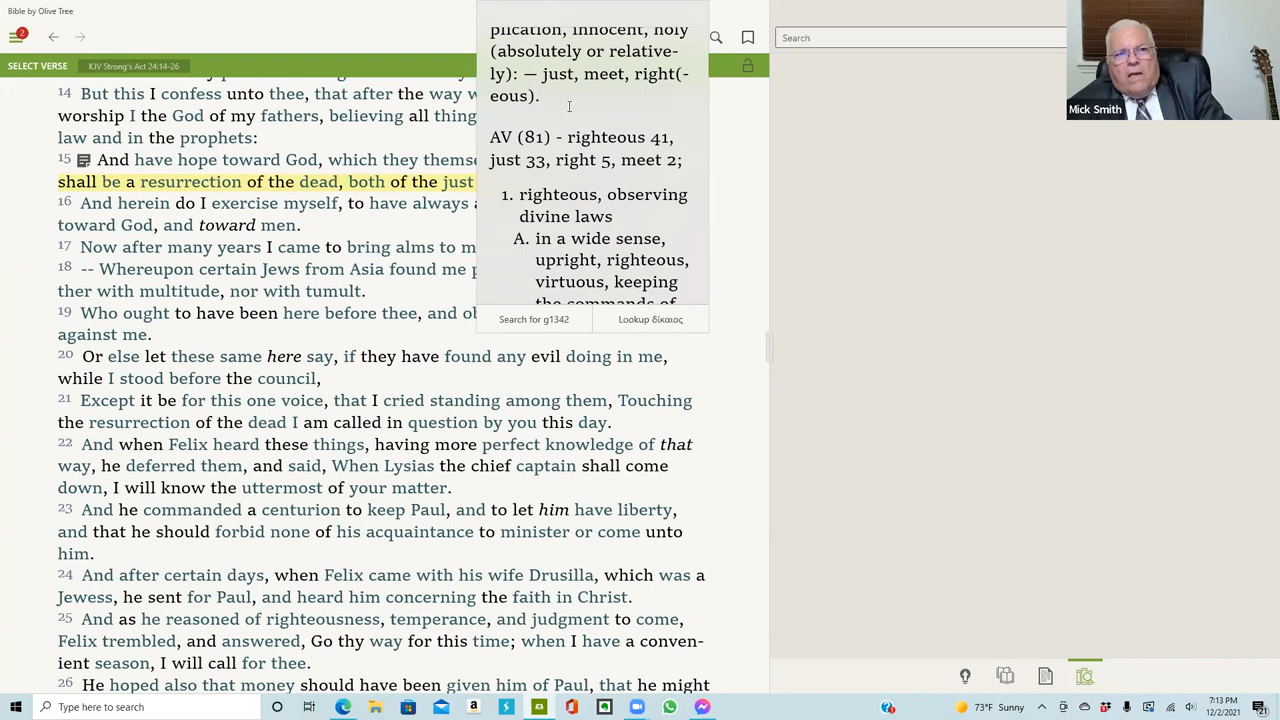 Bible by Olive Tree
2
Search
SELECT VERSE
KJV Strong's Act 24:14-26
14 But this I confess unto thee, that after the way w
worship I the God of my fathers, believing all thing
law and in the prophets:
15 And have hope toward God, which they themse
shall be a resurrection of the dead, both of the just
16 And herein do I exercise myself, to have always a
toward God, and toward men.
17 Now after many years I came to bring alms to m
18 -- Whereupon certain Jews from Asia found me p
ther with multitude, nor with tumult.
19 Who ought to have been here before thee, and ob
against me.
20 Or else let these same here say, if they have found any evil doing in me,
while I stood before the council,
21 Except it be for this one voice, that I cried standing among them, Touching
the resurrection of the dead I am called in question by you this day.
22 And when Felix heard these things, having more perfect knowledge of that
way, he deferred them, and said, When Lysias the chief captain shall come
down, I will know the uttermost of your matter.
23 And he commanded a centurion to keep Paul, and to let him have liberty,
and that he should forbid none of his acquaintance to minister or come unto
him.
24 And after certain days, when Felix came with his wife Drusilla, which was a
Jewess, he sent for Paul, and heard him concerning the faith in Christ.
25 And as he reasoned of righteousness, temperance, and judgment to come,
Felix trembled, and answered, Go thy way for this time; when I have a conven-
ient season, I will call for thee.
26 He hoped also that money should have been given him of Paul, that he might
plication, innocent, holy
(absolutely or relative-
ly): — just, meet, right(-
eous).
AV (81) - righteous 41,
just 33, right 5, meet 2;
1. righteous, observing
divine laws
A. in a wide sense,
upright, righteous,
virtuous, keeping
the commands of
Search for g1342
Lookup δίκαιος
Mick Smith
Type here to search
73°F Sunny
7:13 PM
12/2/2021
21